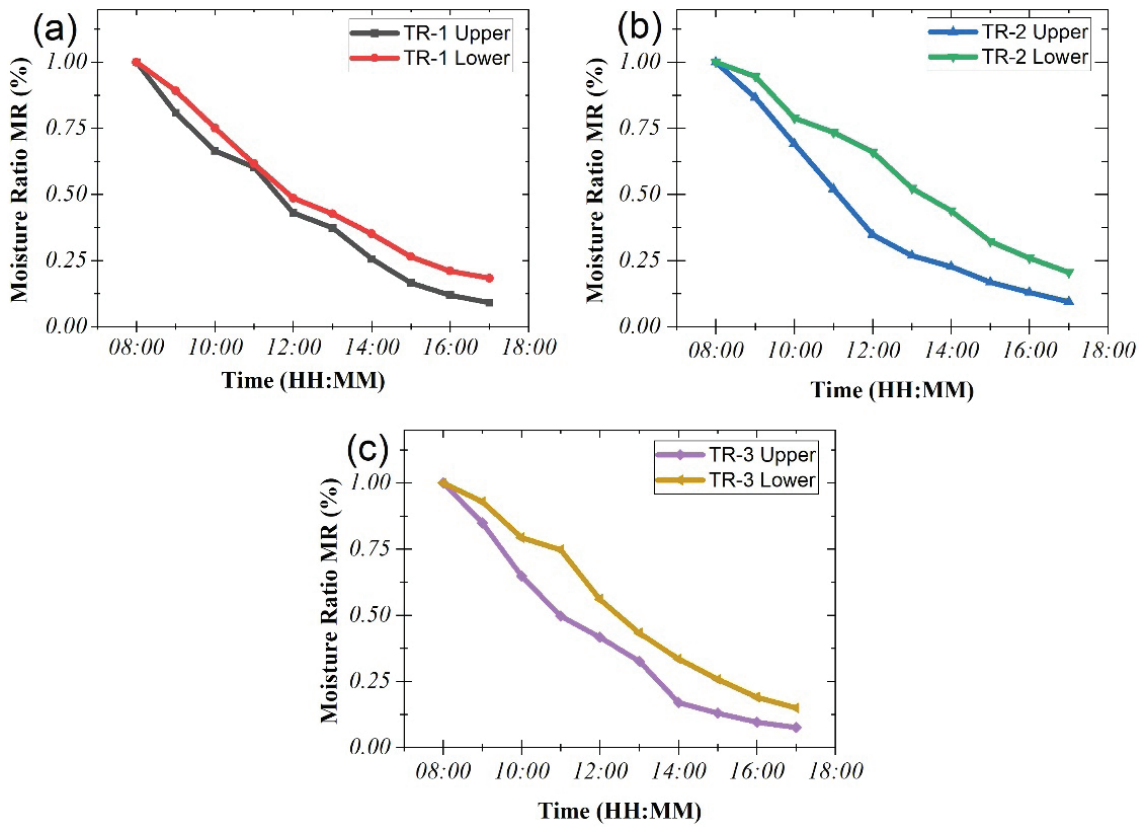 (a)
TR-1 Upper
TR-1 Lower
Moisture Ratio MR (%)
1.00
0.75
0.50
0.25
0.00
08:00 10:00 12:00 14:00 16:00 18:00
Time (HH:MM)
(b)
TR-2 Upper
TR-2 Lower
Moisture Ratio MR (%)
1.00
0.75
0.50
0.25
0.00
08:00 10:00 12:00 14:00 16:00 18:00
Time (HH:MM)
(c)
TR-3 Upper
TR-3 Lower
Moisture Ratio MR (%)
1.00
0.75
0.50
0.25
0.00
08:00 10:00 12:00 14:00 16:00 18:00
Time (HH:MM)